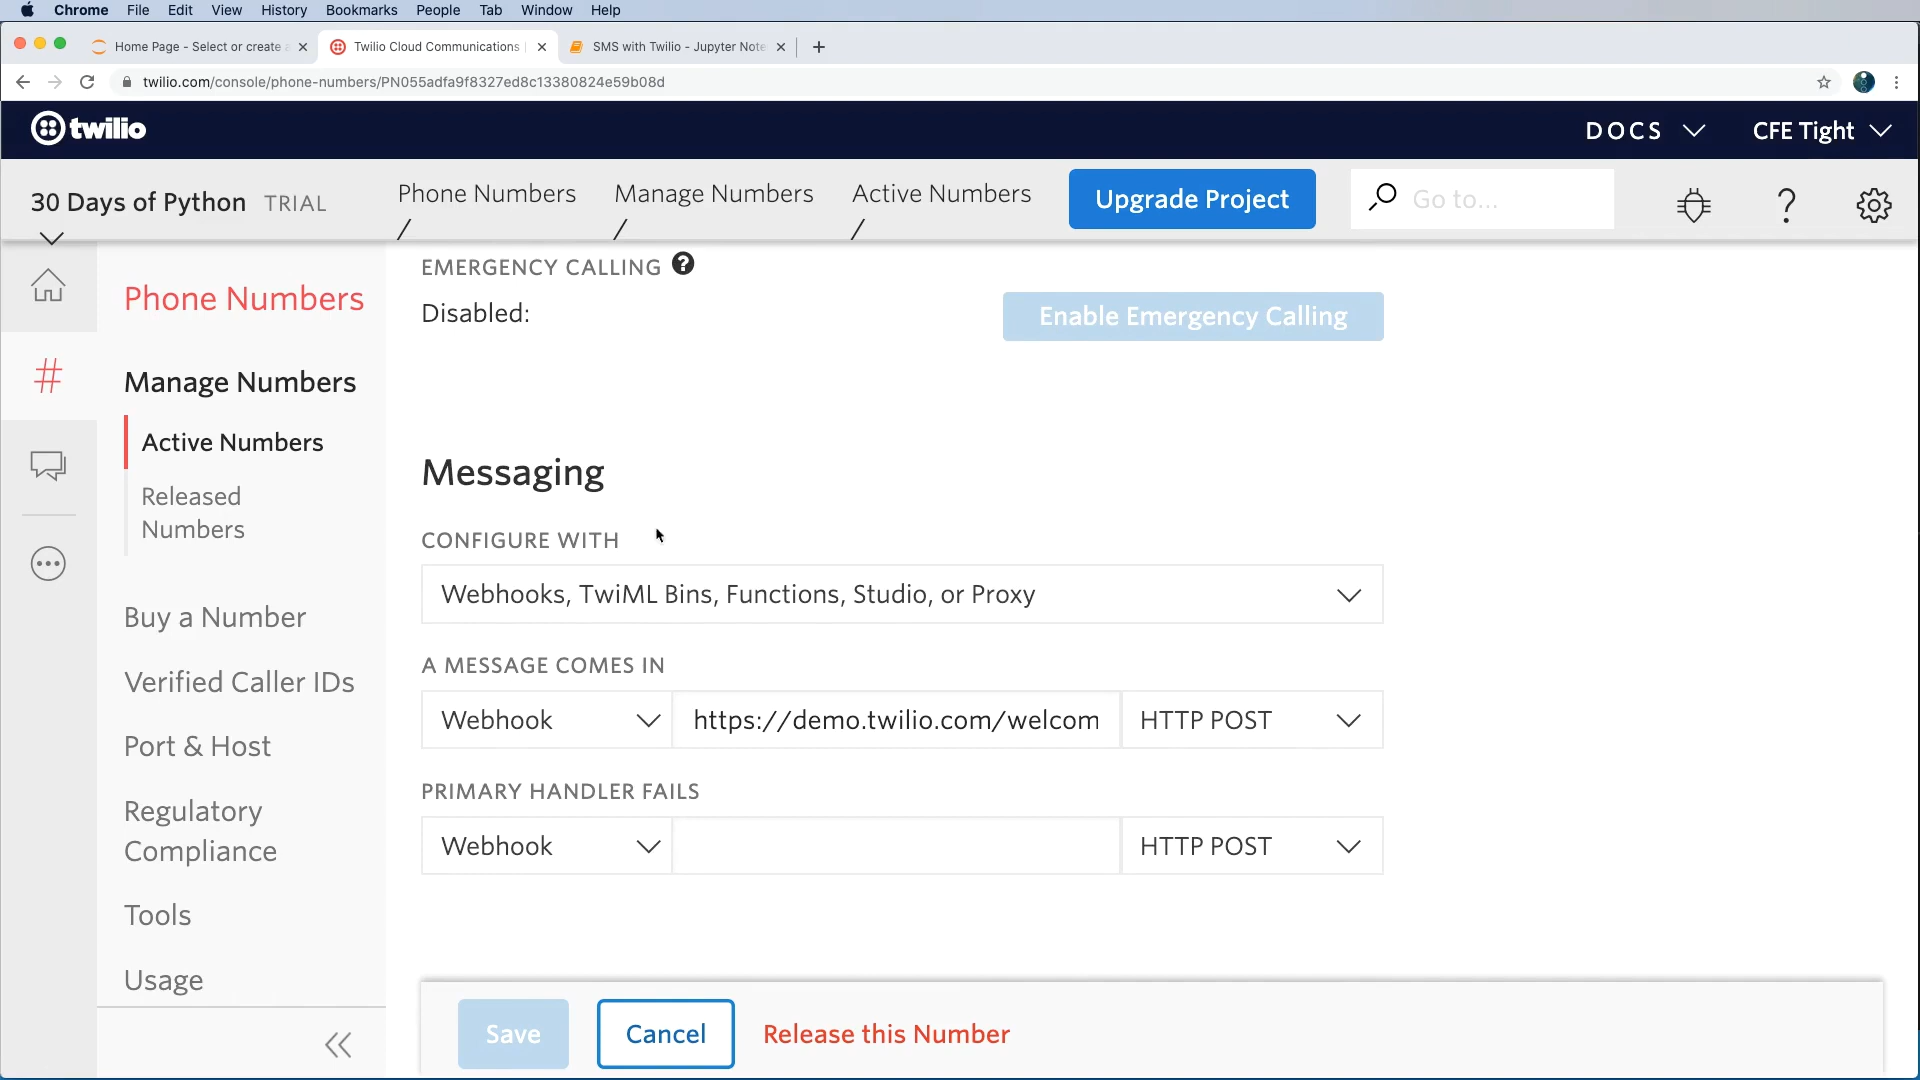 Chrome File Edit View History Bookmarks People Tab Window Help
Home Page - Select or create a
Twilio Cloud Communications
SMS with Twilio - Jupyter Note
twilio.com/console/phone-numbers/PN055adfa9f8327ed8c13380824e59b08d
twilio
DOCS
CFE Tight
30 Days of Python TRIAL
Phone Numbers /
Manage Numbers /
Active Numbers /
Upgrade Project
Go to...
Phone Numbers
Manage Numbers
Active Numbers
Released
Numbers
Buy a Number
Verified Caller IDs
Port & Host
Regulatory
Compliance
Tools
Usage
EMERGENCY CALLING ?
Disabled:
Enable Emergency Calling
Messaging
CONFIGURE WITH
Webhooks, TwiML Bins, Functions, Studio, or Proxy
A MESSAGE COMES IN
Webhook https://demo.twilio.com/welcom HTTP POST
PRIMARY HANDLER FAILS
Webhook HTTP POST
Save Cancel Release this Number